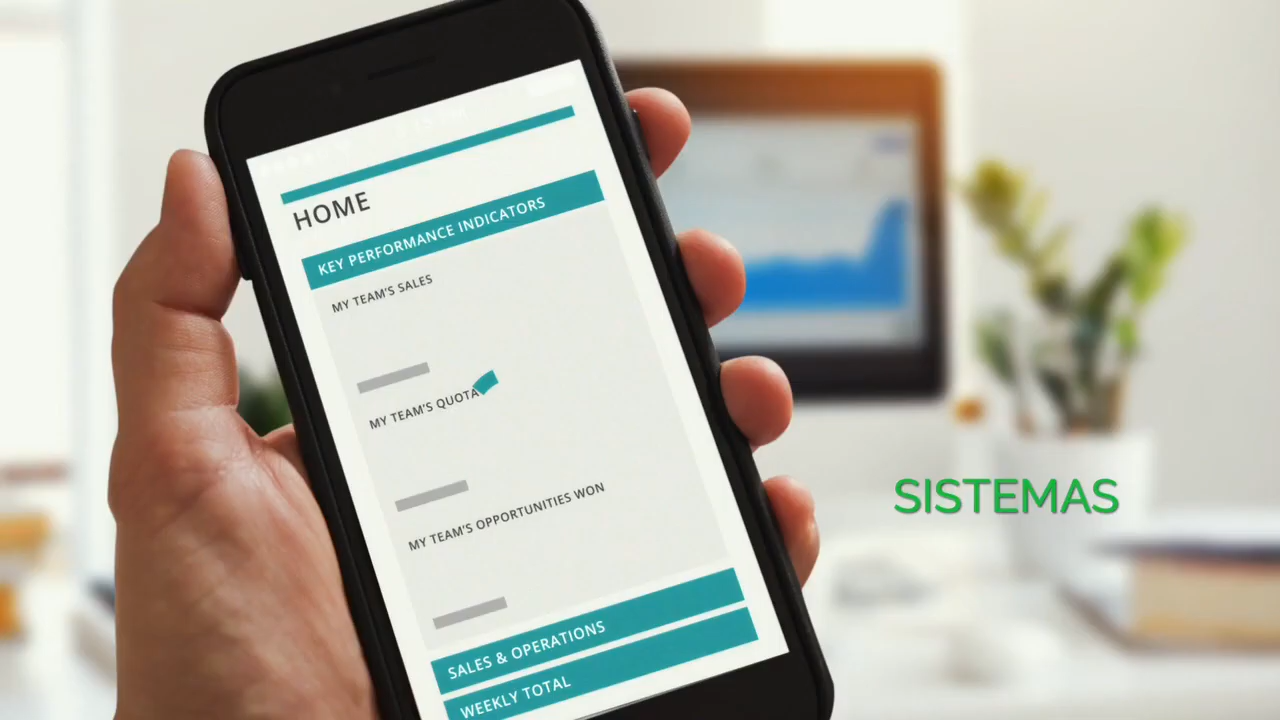 HOME
KEY PERFORMANCE INDICATORS
MY TEAM'S SALES
MY TEAM'S QUOTA
MY TEAM'S OPPORTUNITIES WON
SALES & OPERATIONS
WEEKLY TOTAL
SISTEMAS